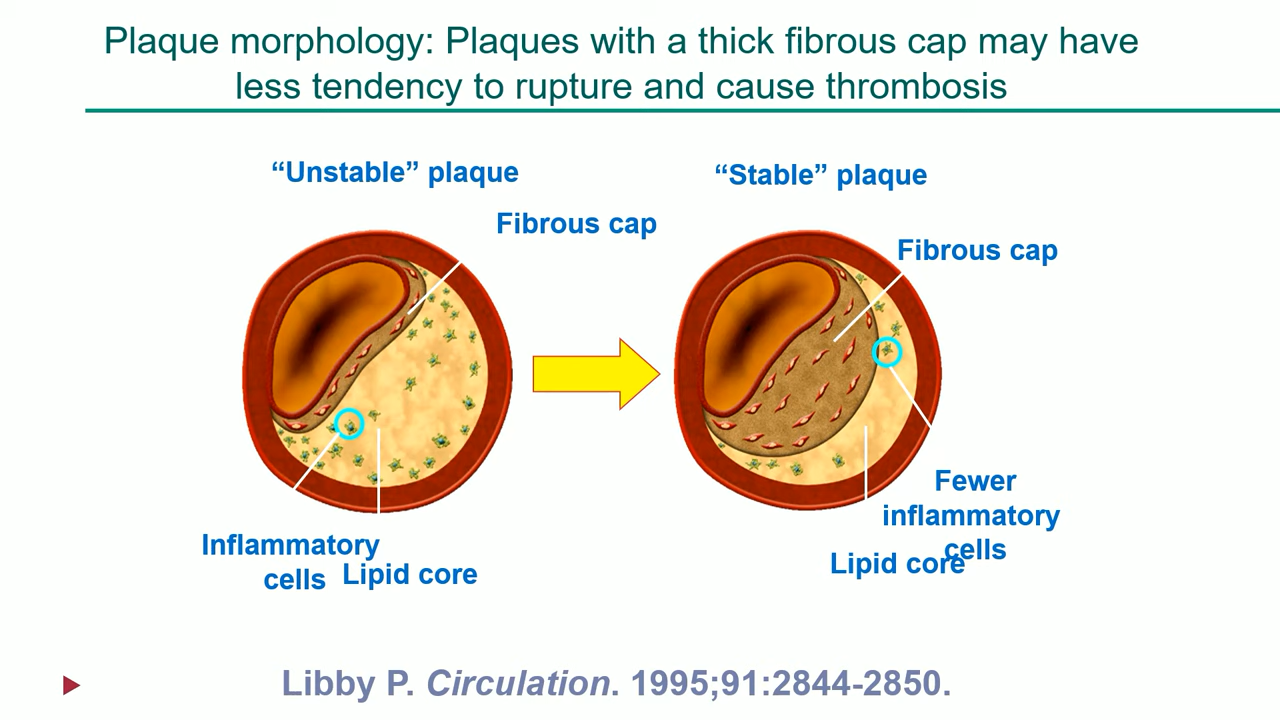 Plaque morphology: Plaques with a thick fibrous cap may have
less tendency to rupture and cause thrombosis
“Unstable” plaque
Fibrous cap
Inflammatory
cells
Lipid core
“Stable” plaque
Fibrous cap
Fewer
inflammatory
cells
Lipid core
Libby P. Circulation. 1995;91:2844-2850.